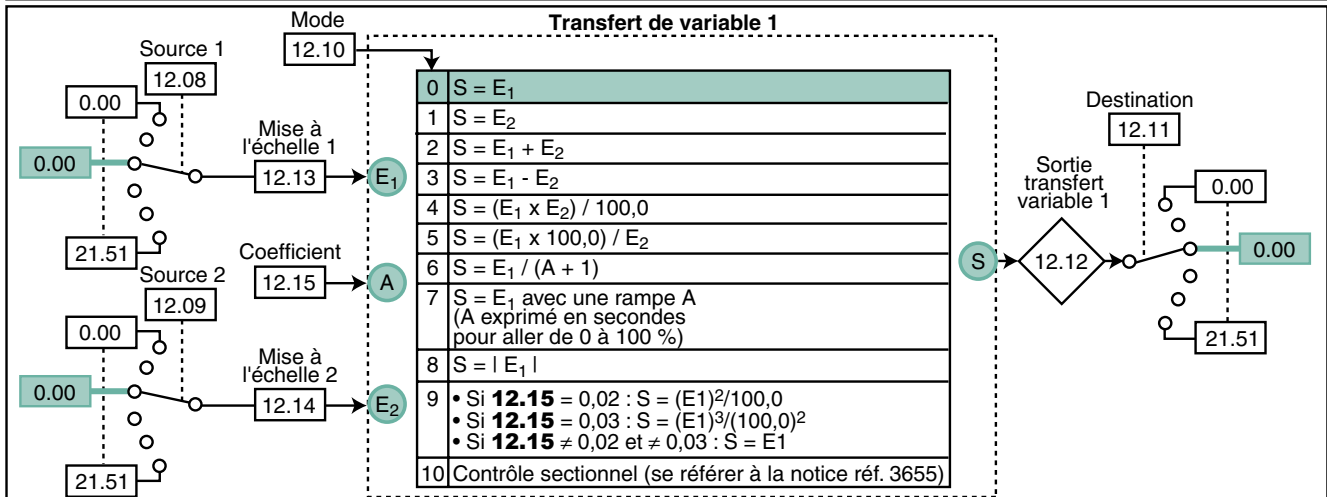 Transfert de variable 1
Mode
12.10
Source 1
12.08
0.00
0.00
21.51
Mise à
l'échelle 1
12.13
E₁
Coefficient
12.15
A
Source 2
12.09
0.00
0.00
21.51
Mise à
l'échelle 2
12.14
E₂
0 S = E₁
1 S = E₂
2 S = E₁ + E₂
3 S = E₁ - E₂
4 S = (E₁ x E₂) / 100,0
5 S = (E₁ x 100,0) / E₂
6 S = E₁ / (A + 1)
7 S = E₁ avec une rampe A
(A exprimé en secondes
pour aller de 0 à 100 %)
8 S = | E₁ |
9 • Si 12.15 = 0,02 : S = (E1)²/100,0
• Si 12.15 = 0,03 : S = (E1)³/(100,0)²
• Si 12.15 ≠ 0,02 et ≠ 0,03 : S = E1
10 Contrôle sectionnel (se référer à la notice réf. 3655)
S
Sortie
transfert
variable 1
12.12
Destination
12.11
0.00
0.00
21.51